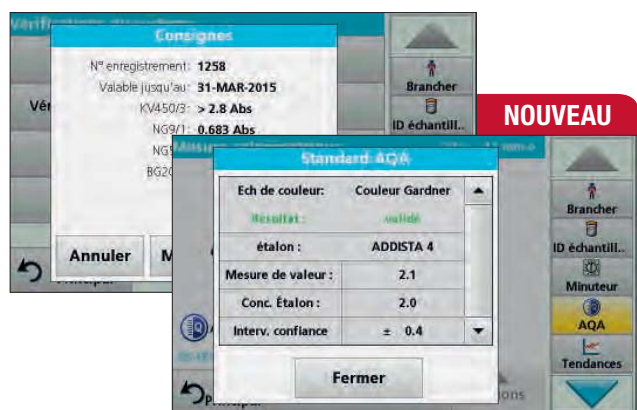 Vérifi
Consignes
N° enregistrement: 1258
Valable jusqu'au: 31-MAR-2015
KV450/3: > 2.8 Abs
NG9/1: 0.683 Abs
Vér
Annuler M
Brancher
ID échantill..
NOUVEAU
Standard AQA
Ech de couleur: Couleur Gardner
Résultat : validé
étalon : ADDISTA 4
Mesure de valeur : 2.1
Conc. Étalon : 2.0
Interv. confiance ± 0.4
Fermer
Brancher
ID échantill..
Minuteur
AQA
Tendances